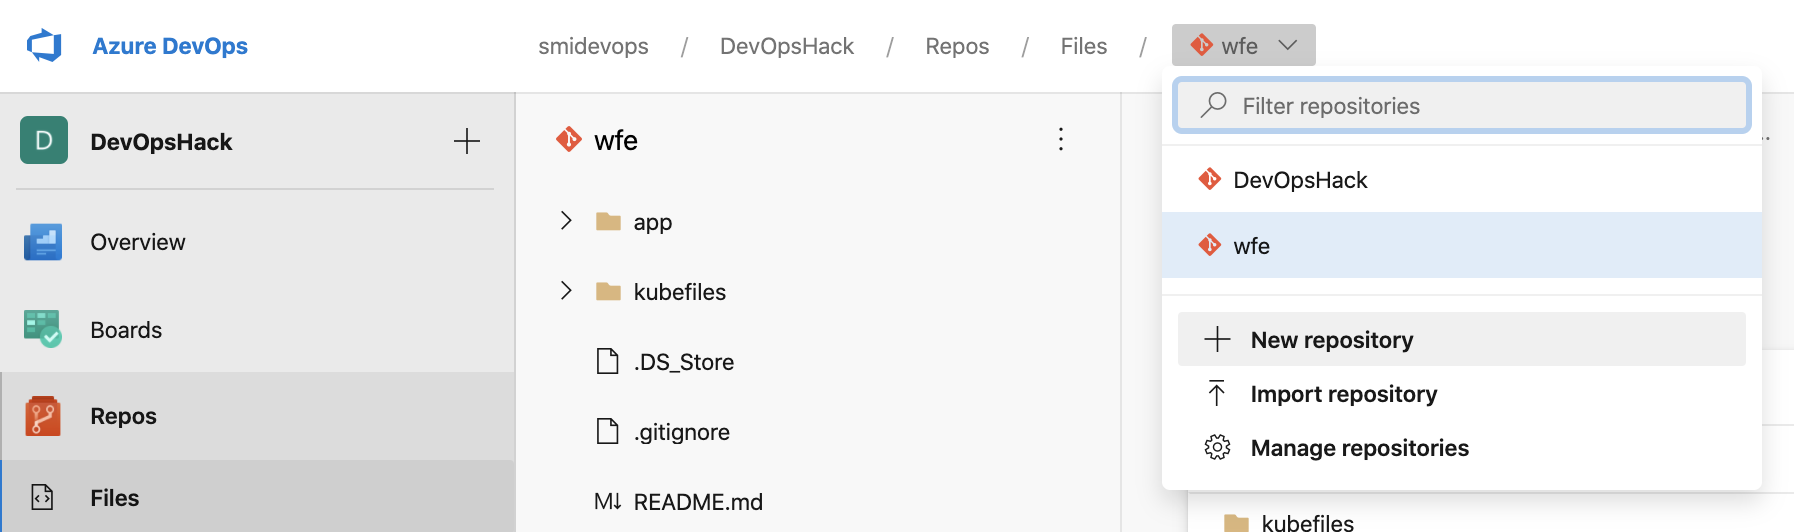 Azure DevOps
smidevops / DevOpsHack / Repos / Files / wfe
D DevOpsHack
Overview
Boards
Repos
Files
wfe
app
kubefiles
.DS_Store
.gitignore
M↓ README.md
Filter repositories
DevOpsHack
wfe
New repository
Import repository
Manage repositories
kubefiles